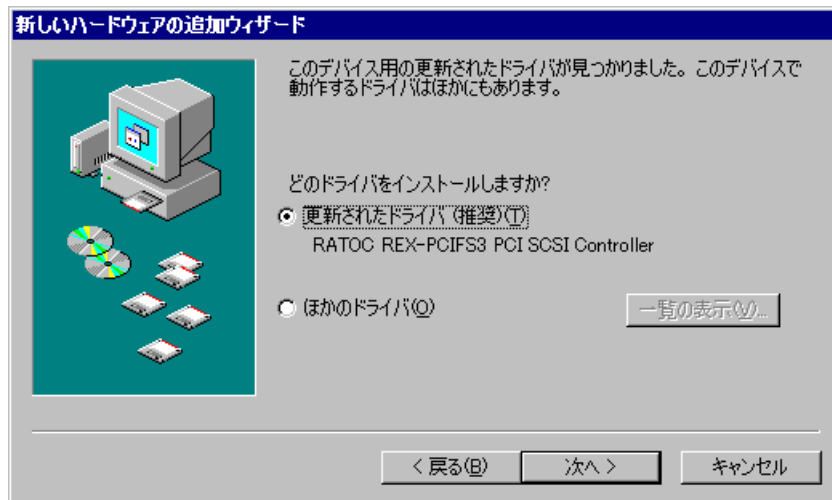 新しいハードウェアの追加ウィザード
このデバイス用の更新されたドライバが見つかりました。このデバイスで
動作するドライバはほかにもあります。
どのドライバをインストールしますか?
更新されたドライバ (推奨)(T)
RATOC REX-PCIFS3 PCI SCSI Controller
ほかのドライバ(O)
一覧の表示(V)...
< 戻る(B)
次へ >
キャンセル